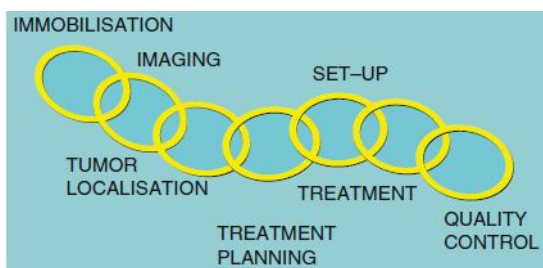 IMMOBILISATION
IMAGING
TUMOR
LOCALISATION
TREATMENT
PLANNING
SET–UP
TREATMENT
QUALITY
CONTROL